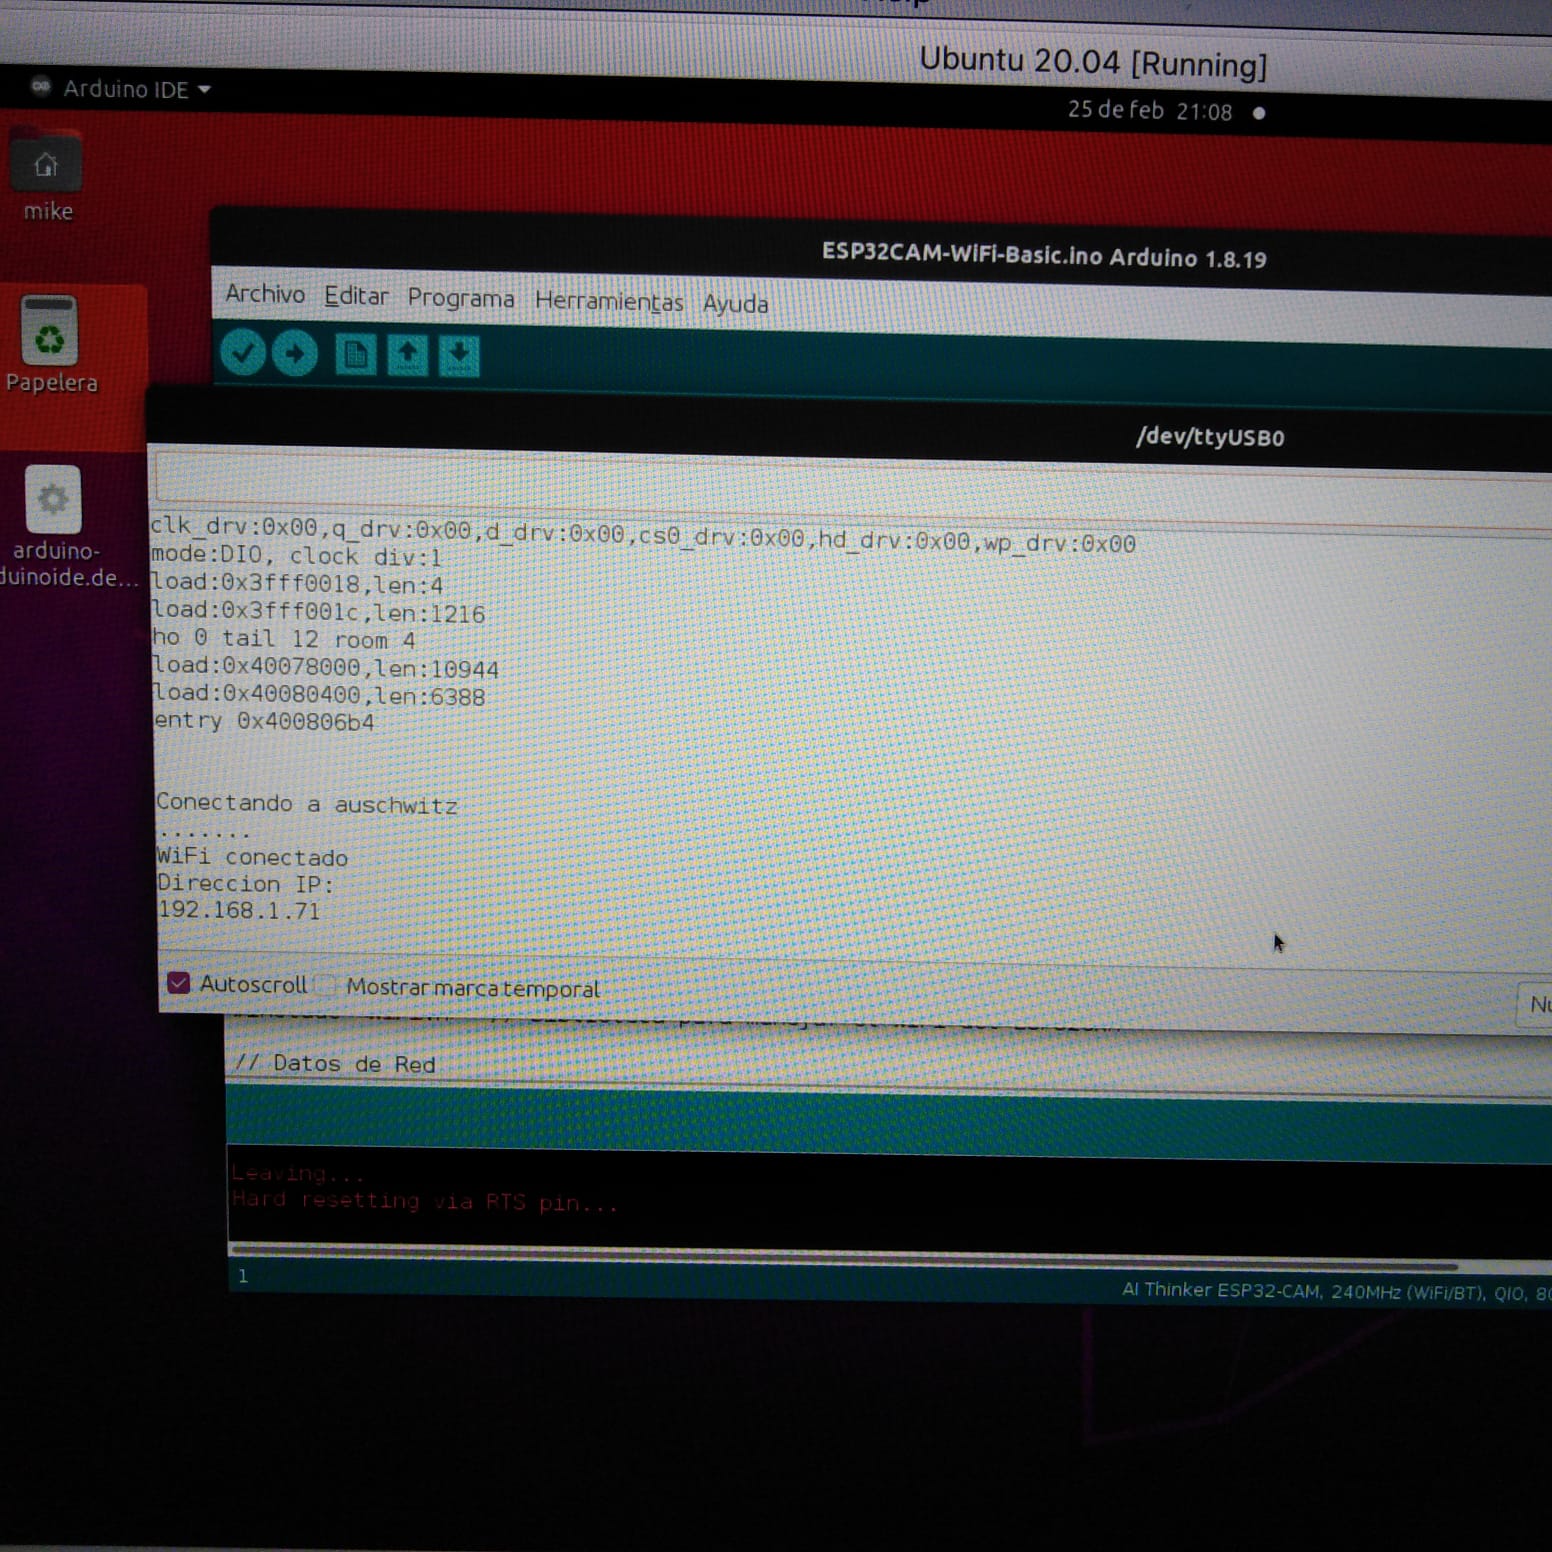 Ubuntu 20.04 [Running]
Arduino IDE
25 de feb 21:08
mike
ESP32CAM-WiFi-Basic.ino Arduino 1.8.19
Archivo Editar Programa Herramientas Ayuda
Papelera
/dev/ttyUSB0
arduino-
duinoide.de...
clk_drv:0x00,q_drv:0x00,d_drv:0x00,cs0_drv:0x00,hd_drv:0x00,wp_drv:0x00
mode:DIO, clock div:1
load:0x3fff0018,len:4
load:0x3fff001c,len:1216
ho 0 tail 12 room 4
load:0x40078000,len:10944
load:0x40080400,len:6388
entry 0x400806b4
Conectando a auschwitz
.......
WiFi conectado
Direccion IP:
192.168.1.71
Autoscroll Mostrar marca temporal
// Datos de Red
Leaving...
Hard resetting via RTS pin...
1
AI Thinker ESP32-CAM, 240MHz (WiFi/BT), QIO, 80